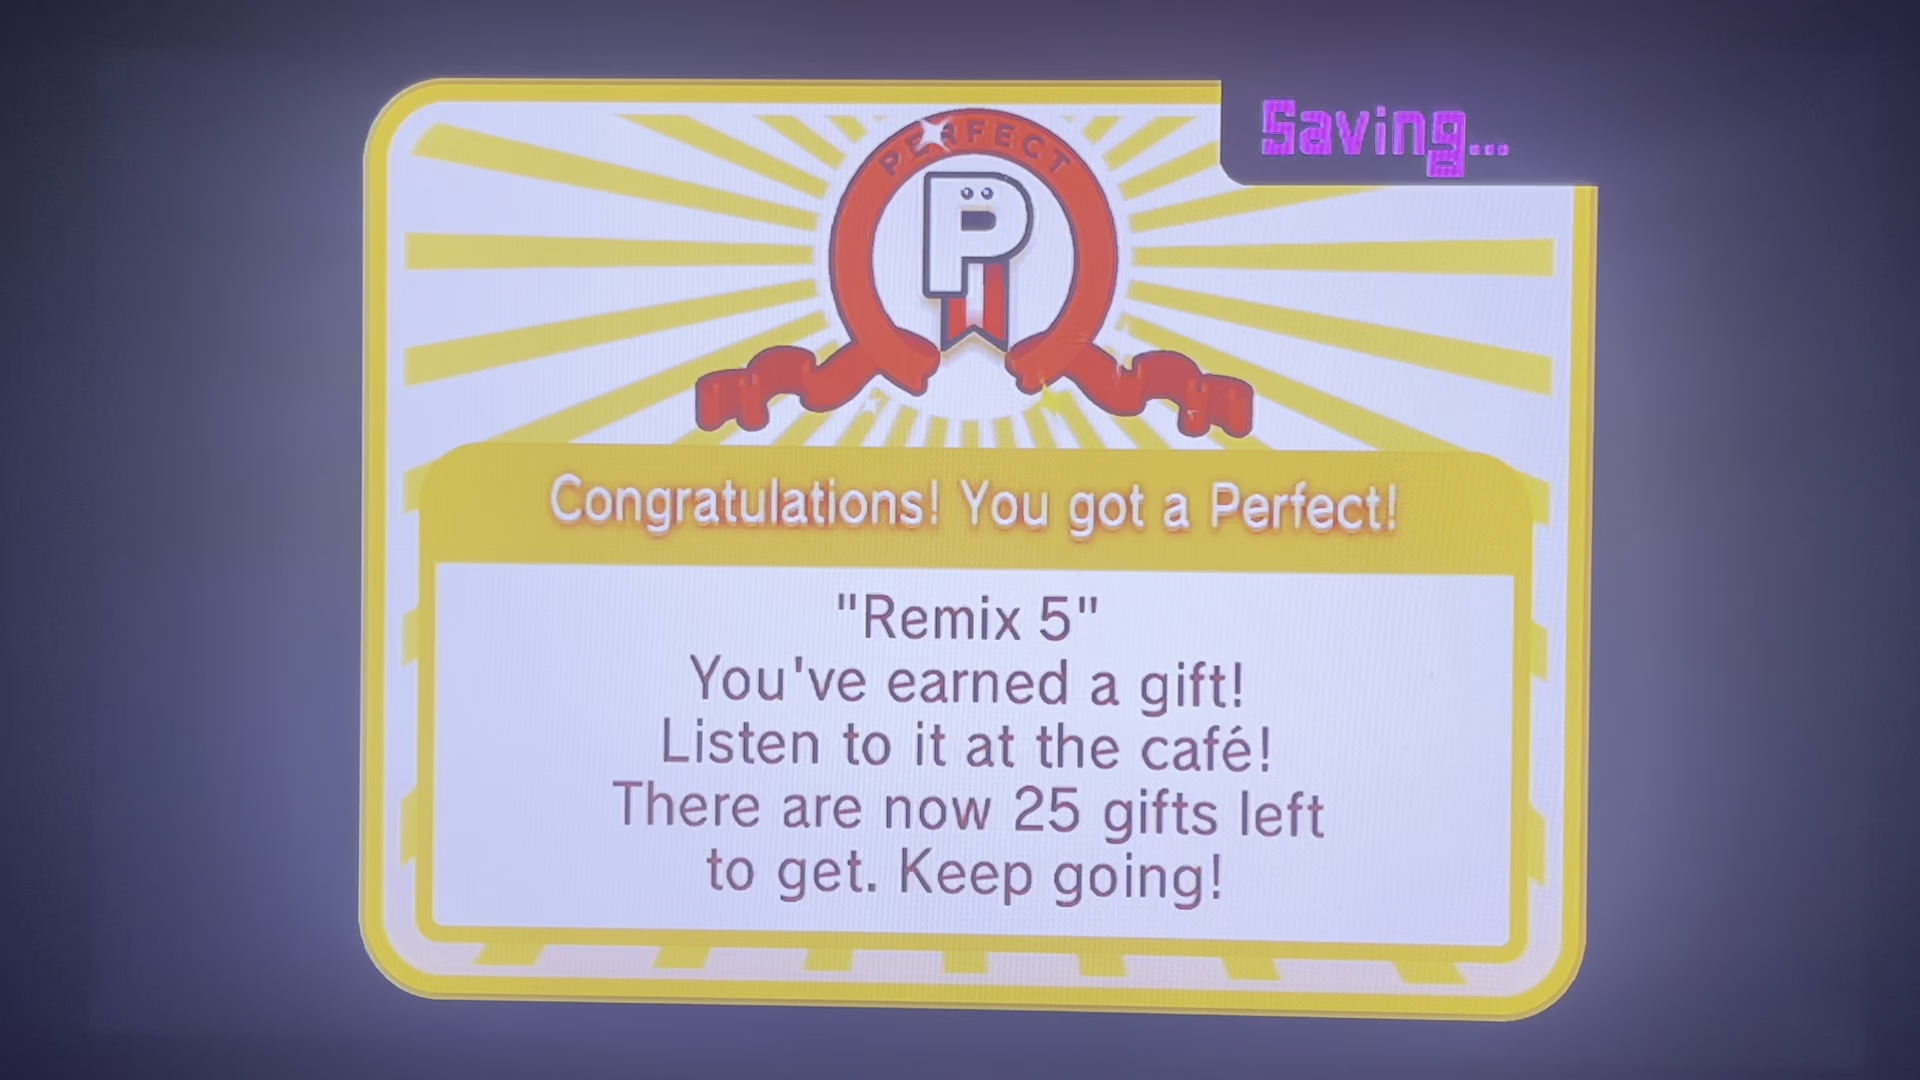 Saving...
PERFECT
P
Congratulations! You got a Perfect!
"Remix 5"
You've earned a gift!
Listen to it at the café!
There are now 25 gifts left
to get. Keep going!